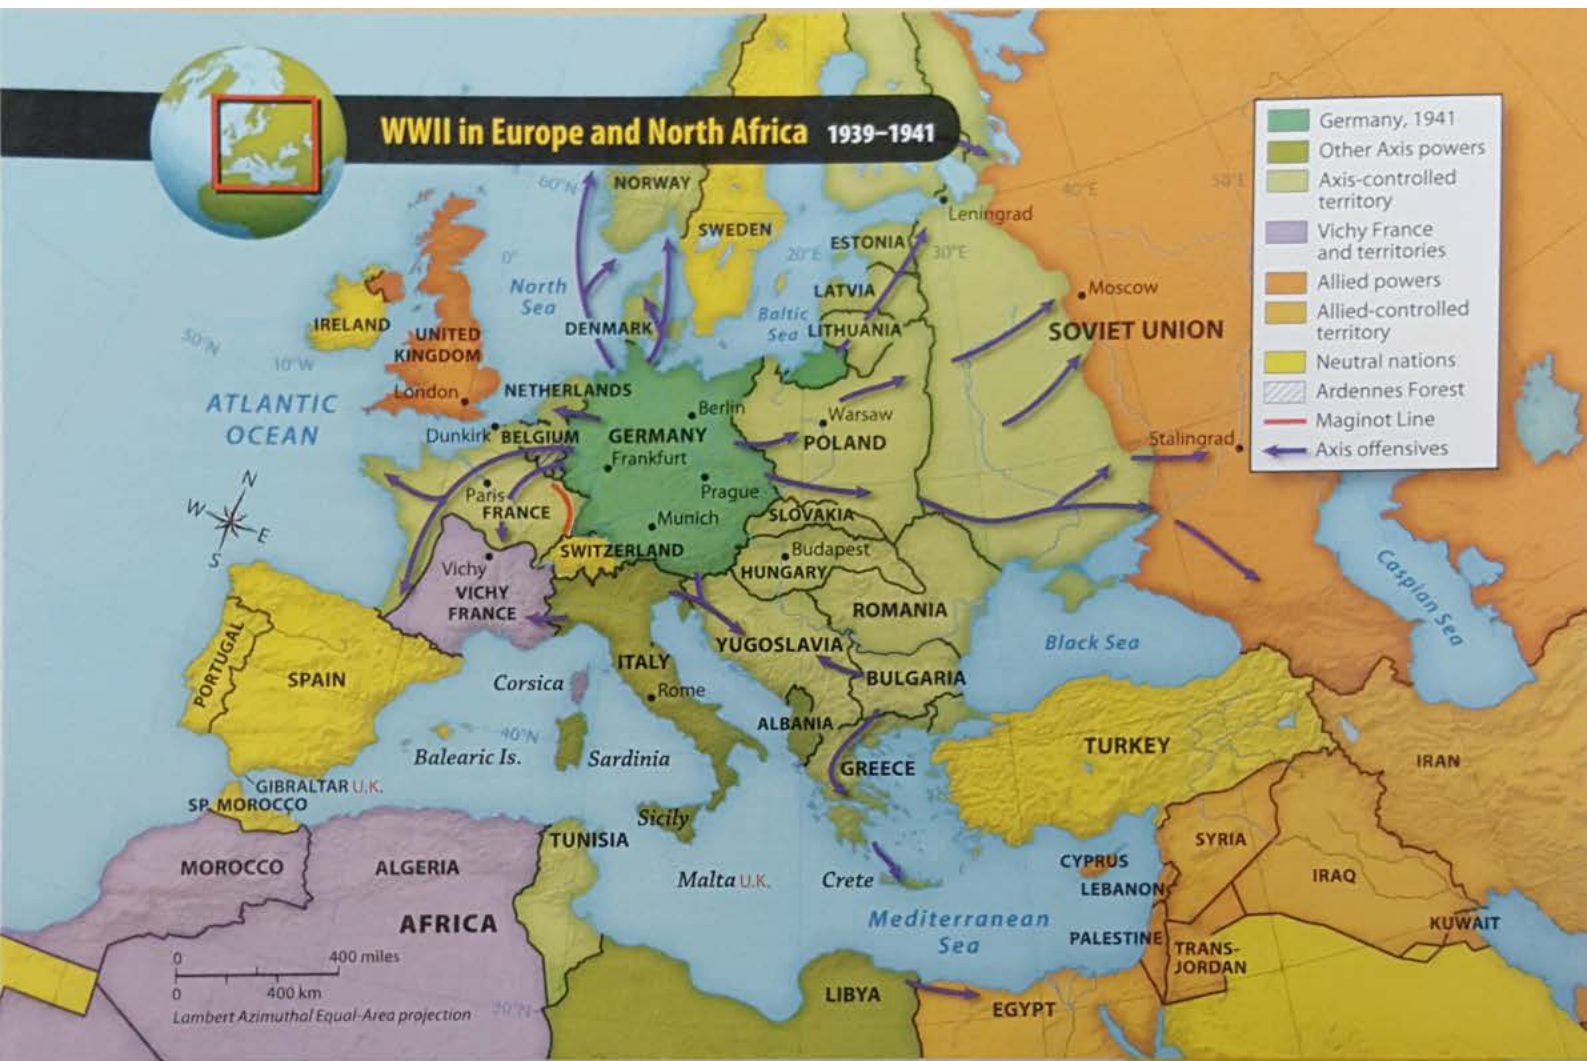 WWII in Europe and North Africa 1939–1941
Germany, 1941
Other Axis powers
Axis-controlled
territory
Vichy France
and territories
Allied powers
Allied-controlled
territory
Neutral nations
Ardennes Forest
Maginot Line
Axis offensives
60°N
NORWAY
40°E
50°E
Leningrad
SWEDEN
ESTONIA
0°
20°E
30°E
North
Sea
LATVIA
Moscow
Baltic
Sea
IRELAND
DENMARK
LITHUANIA
SOVIET UNION
UNITED
KINGDOM
50°N
10°W
London
NETHERLANDS
ATLANTIC
OCEAN
Berlin
Warsaw
Dunkirk
BELGIUM
GERMANY
POLAND
Stalingrad
Frankfurt
N
W
E
S
Paris
FRANCE
Prague
Munich
SLOVAKIA
SWITZERLAND
Budapest
HUNGARY
Vichy
VICHY
FRANCE
ROMANIA
Caspian Sea
Black Sea
YUGOSLAVIA
PORTUGAL
SPAIN
ITALY
BULGARIA
Corsica
Rome
ALBANIA
40°N
Balearic Is.
Sardinia
TURKEY
IRAN
GREECE
GIBRALTAR U.K.
SP. MOROCCO
Sicily
TUNISIA
SYRIA
MOROCCO
ALGERIA
CYPRUS
Malta U.K.
Crete
LEBANON
IRAQ
AFRICA
Mediterranean
Sea
KUWAIT
PALESTINE
TRANS-
JORDAN
0
400 miles
0
400 km
LIBYA
EGYPT
Lambert Azimuthal Equal-Area projection